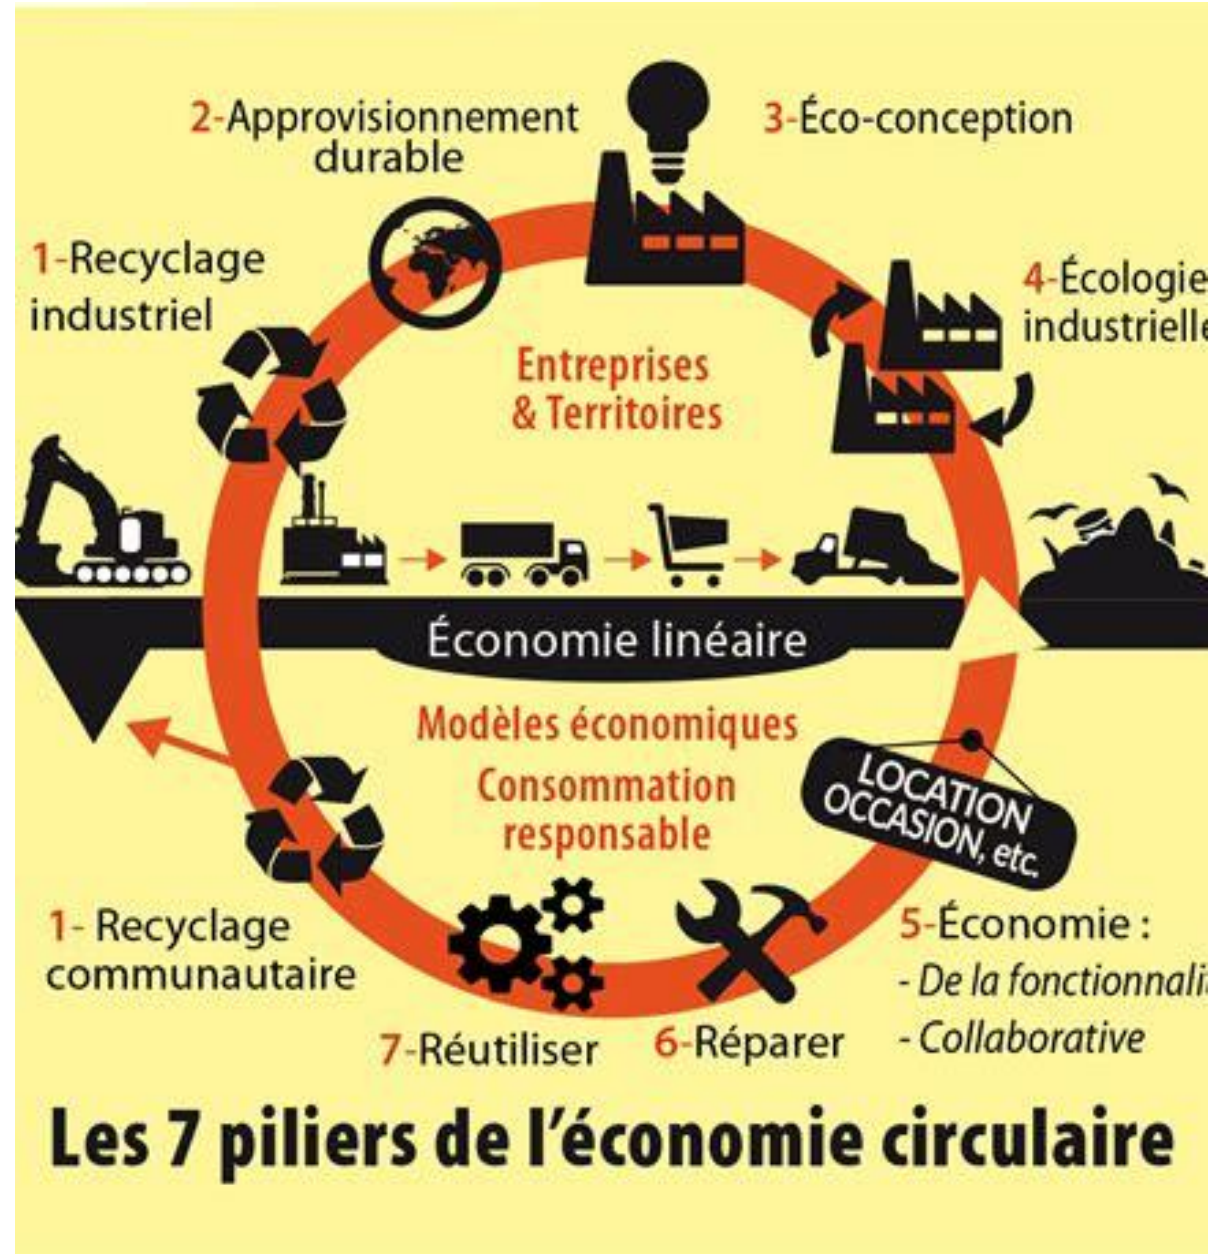 2-Approvisionnement
durable
3-Éco-conception
1-Recyclage
industriel
4-Écologie
industrielle
Entreprises
& Territoires
Économie linéaire
Modèles économiques
Consommation
responsable
LOCATION
OCCASION, etc.
1- Recyclage
communautaire
7-Réutiliser
6-Réparer
5-Économie :
- De la fonctionnalit
- Collaborative
Les 7 piliers de l'économie circulaire